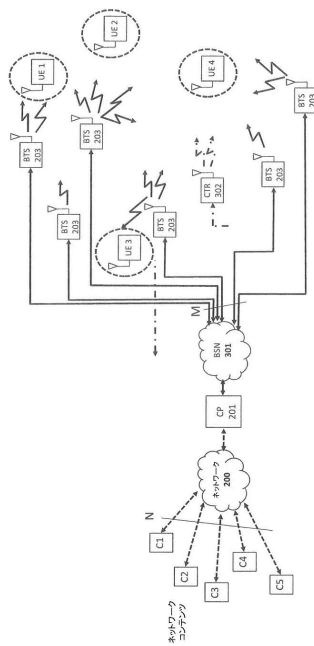 ネットワーク
コンテンツ
C1
C2
C3
C4
C5
N
ネットワーク
200
CP
201
BSN
301
M
UE 3
BTS
203
BTS
203
BTS
203
BTS
203
CTR
302
BTS
203
BTS
203
UE 1
UE 2
UE 4